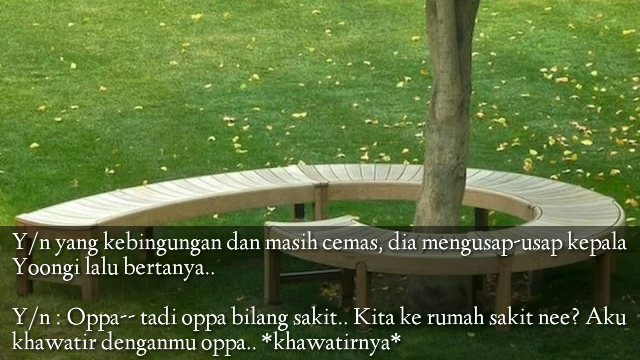 Y/n yang kebingungan dan masih cemas, dia mengusap-usap kepala
Yoongi lalu bertanya..
Y/n : Oppa-- tadi oppa bilang sakit.. Kita ke rumah sakit nee? Aku
khawatir denganmu oppa.. *khawatirnya*